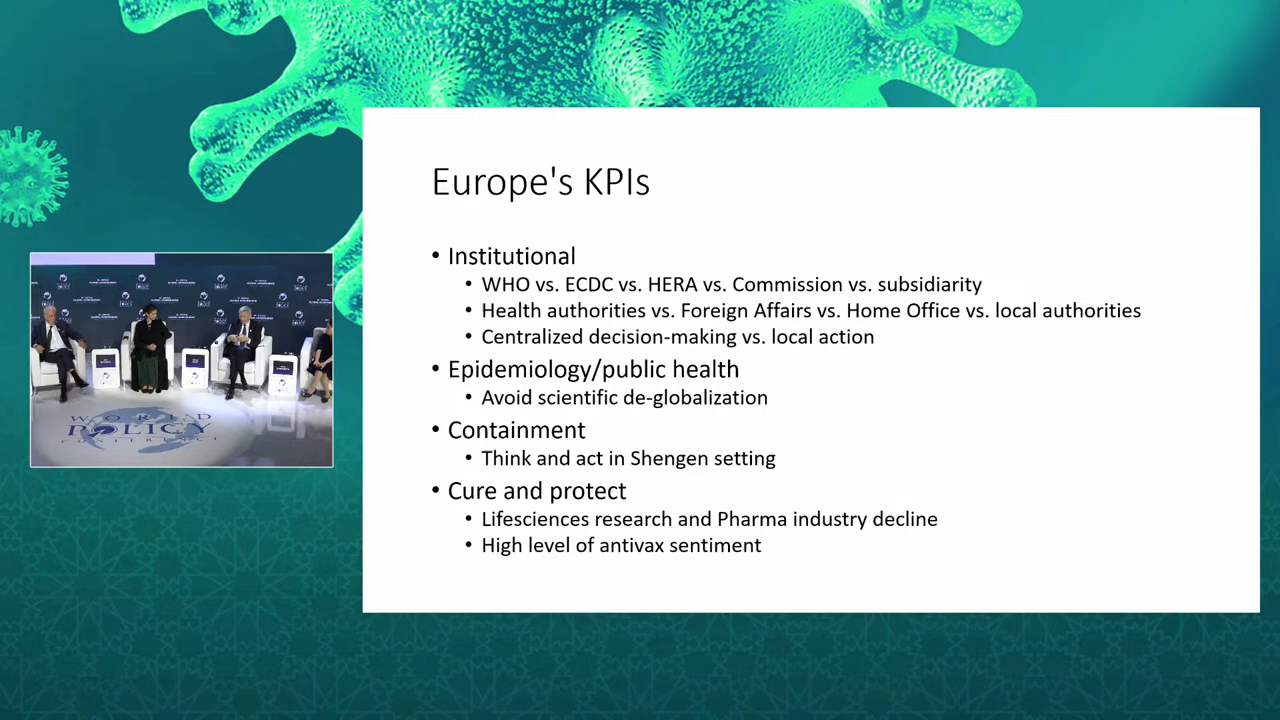 Europe's KPIs
• Institutional
• WHO vs. ECDC vs. HERA vs. Commission vs. subsidiarity
• Health authorities vs. Foreign Affairs vs. Home Office vs. local authorities
• Centralized decision-making vs. local action
• Epidemiology/public health
• Avoid scientific de-globalization
• Containment
• Think and act in Shengen setting
• Cure and protect
• Lifesciences research and Pharma industry decline
• High level of antivax sentiment
WORLD
POLICY
CONFERENCE